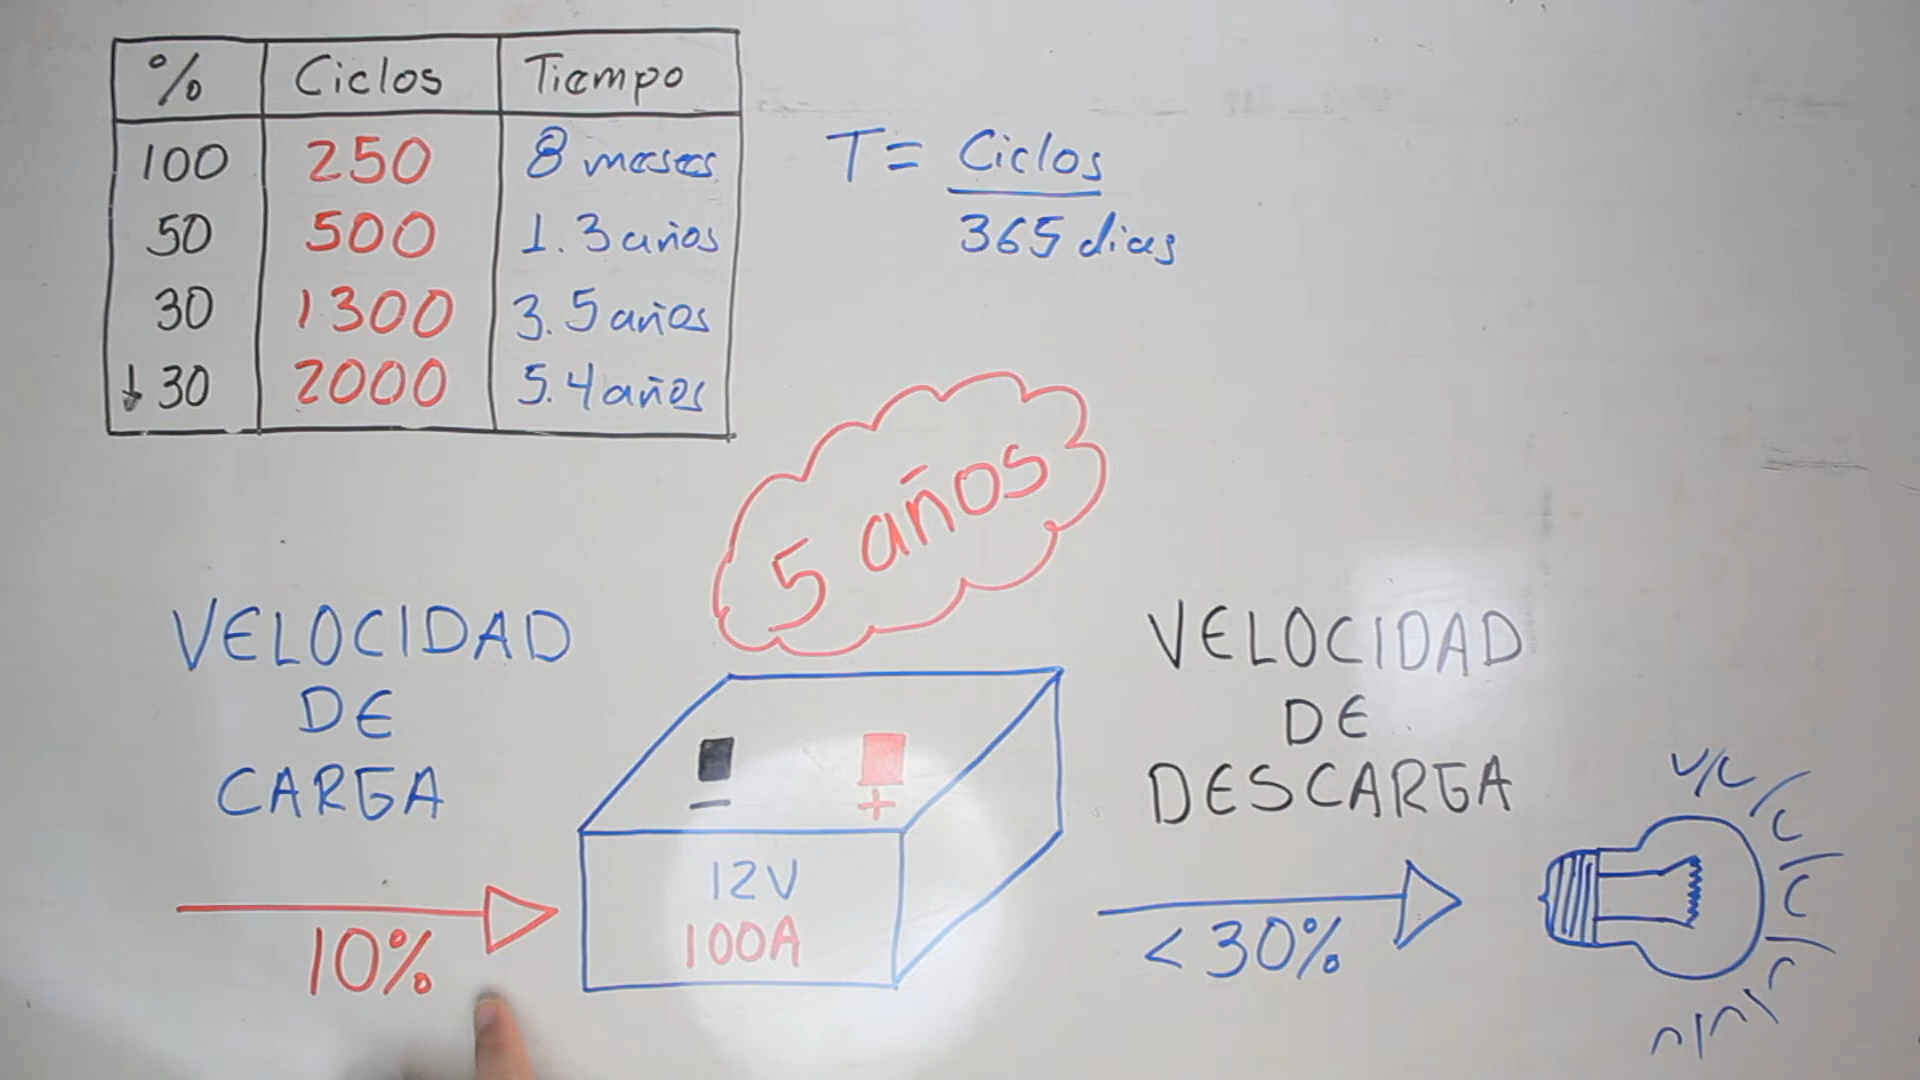 % Ciclos Tiempo
100 250 8 meses
50 500 1.3 años
30 1300 3.5 años
↓30 2000 5.4 años
T = Ciclos
365 dias
5 años
VELOCIDAD
DE
CARGA
10%
12V
100A
- +
VELOCIDAD
DE
DESCARGA
<30%